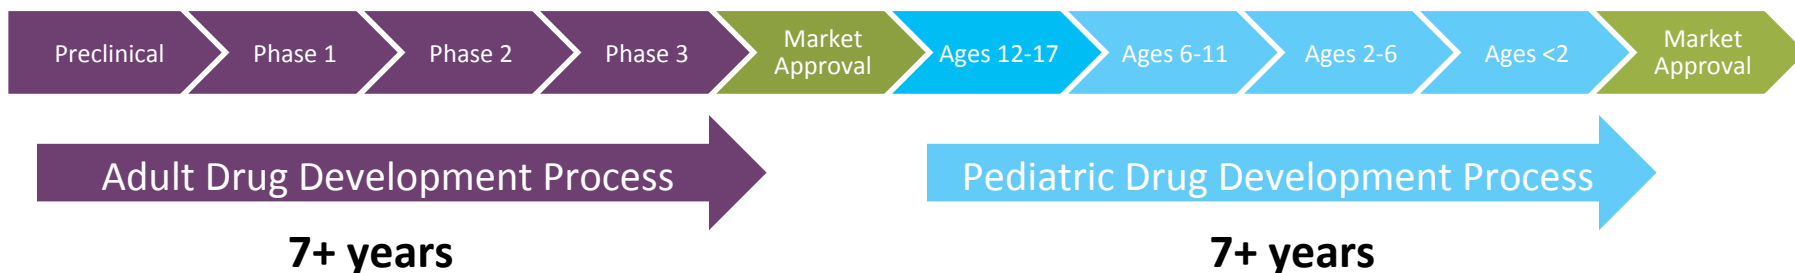 Preclinical
Phase 1
Phase 2
Phase 3
Market
Approval
Ages 12-17
Ages 6-11
Ages 2-6
Ages <2
Market
Approval
Adult Drug Development Process
Pediatric Drug Development Process
7+ years
7+ years